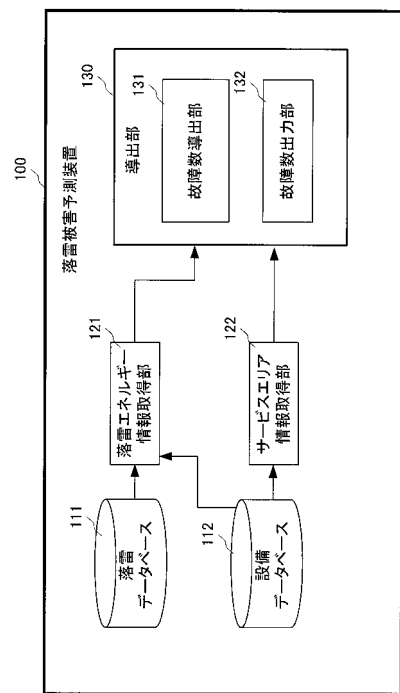 100
落雷被害予測装置
111
落雷
データベース
112
設備
データベース
121
落雷エネルギー
情報取得部
122
サービスエリア
情報取得部
130
導出部
131
故障数導出部
132
故障数出力部